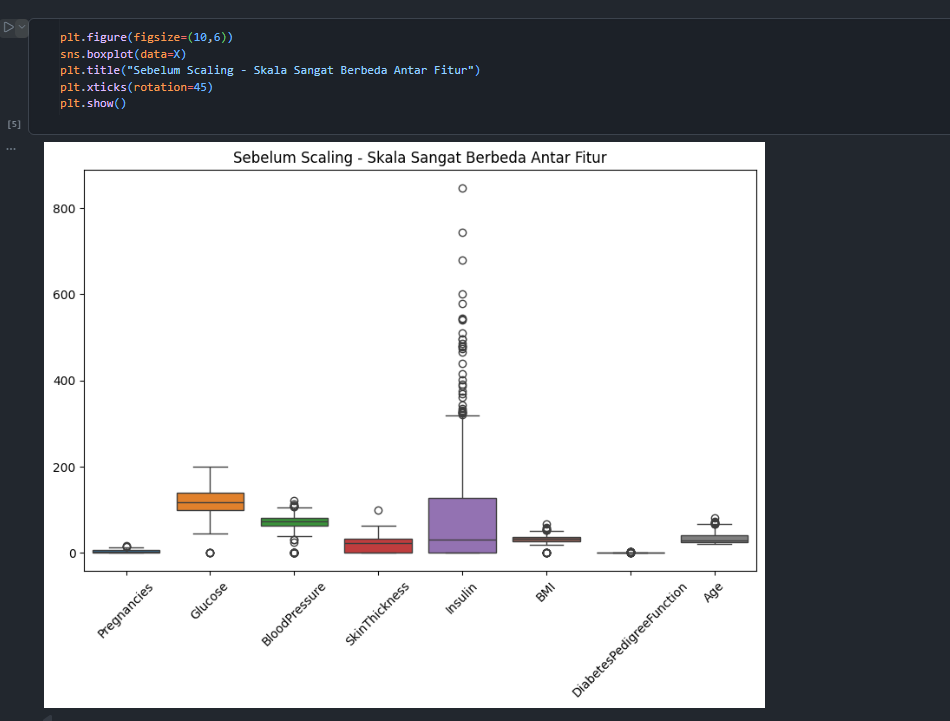 plt.figure(figsize=(10,6))
sns.boxplot(data=X)
plt.title("Sebelum Scaling - Skala Sangat Berbeda Antar Fitur")
plt.xticks(rotation=45)
plt.show()
[5]
...
Sebelum Scaling - Skala Sangat Berbeda Antar Fitur
800
600
400
200
0
Pregnancies
Glucose
BloodPressure
SkinThickness
Insulin
BMI
DiabetesPedigreeFunction
Age